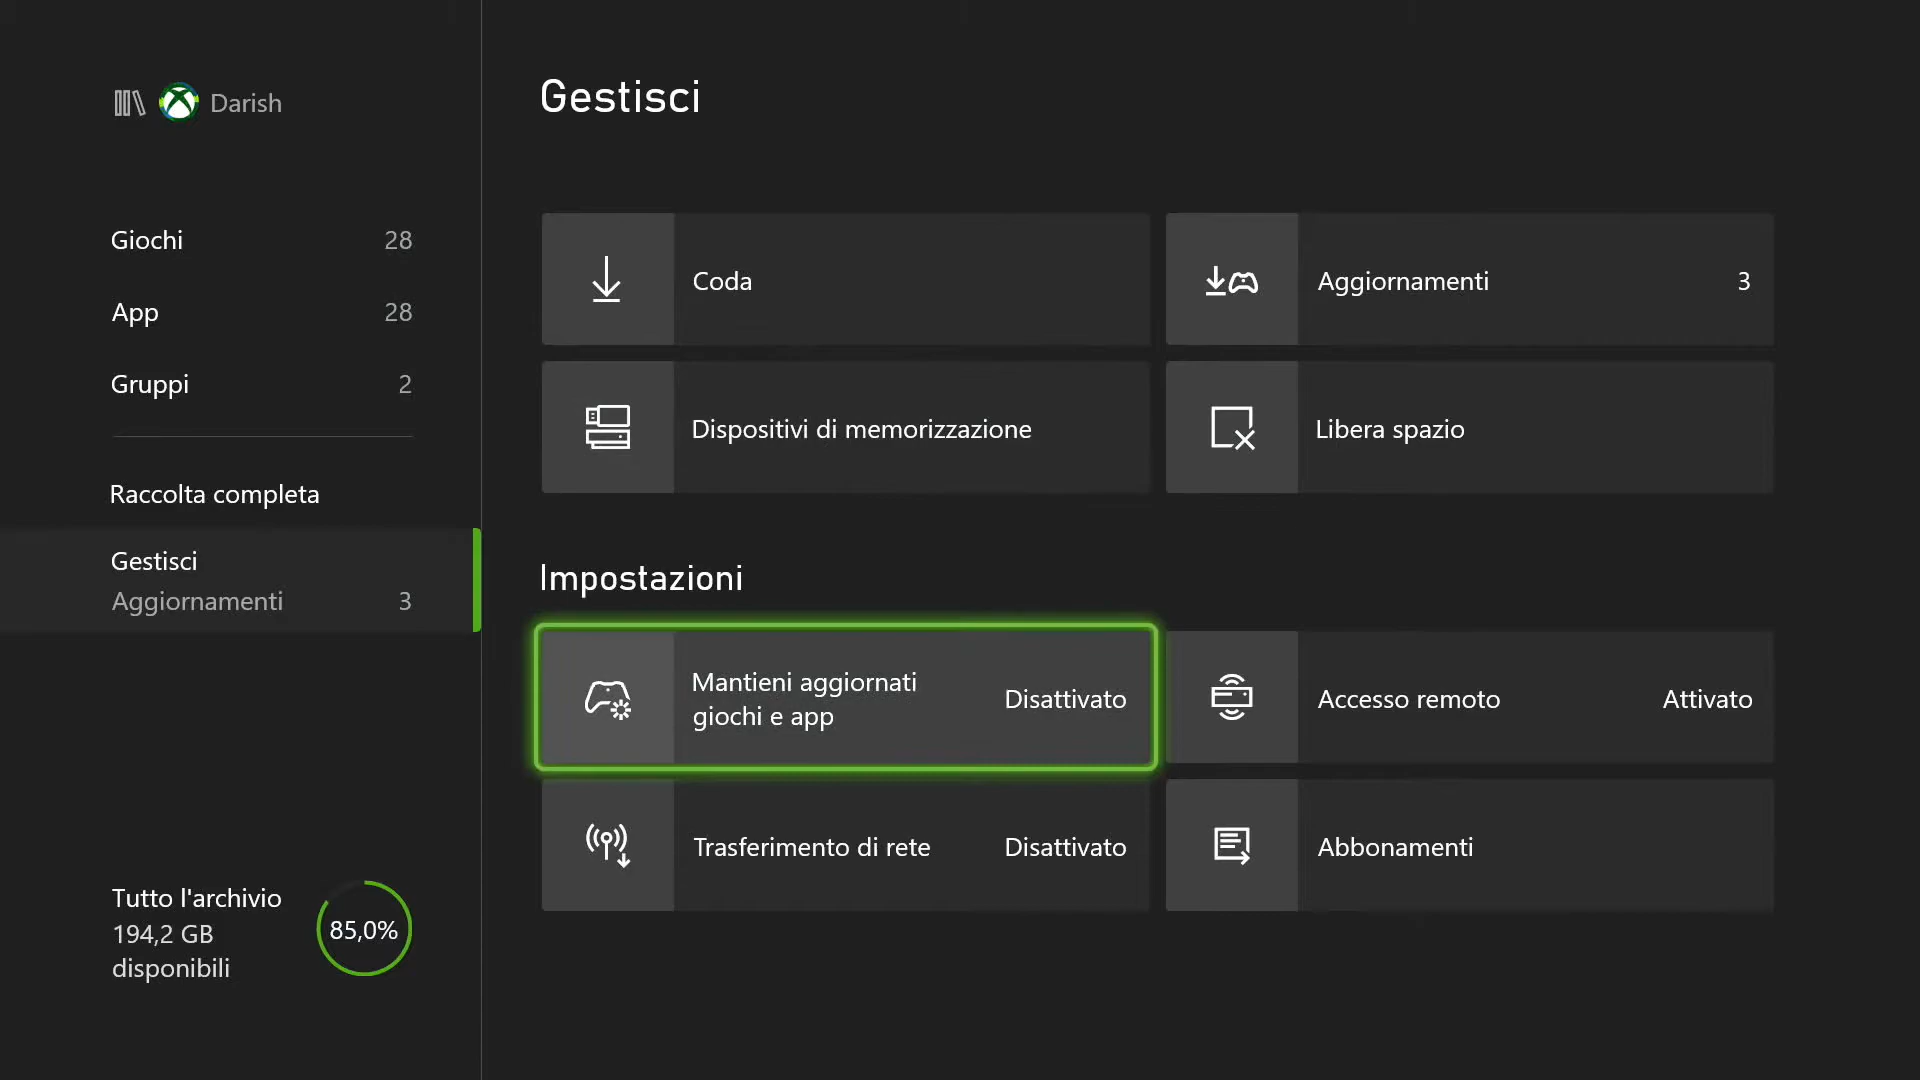 Darish
Giochi 28
App 28
Gruppi 2
Raccolta completa
Gestisci
Aggiornamenti 3
Tutto l'archivio
194,2 GB
disponibili
85,0%
Gestisci
Coda
Aggiornamenti 3
Dispositivi di memorizzazione
Libera spazio
Impostazioni
Mantieni aggiornati
giochi e app
Disattivato
Accesso remoto Attivato
Trasferimento di rete Disattivato
Abbonamenti